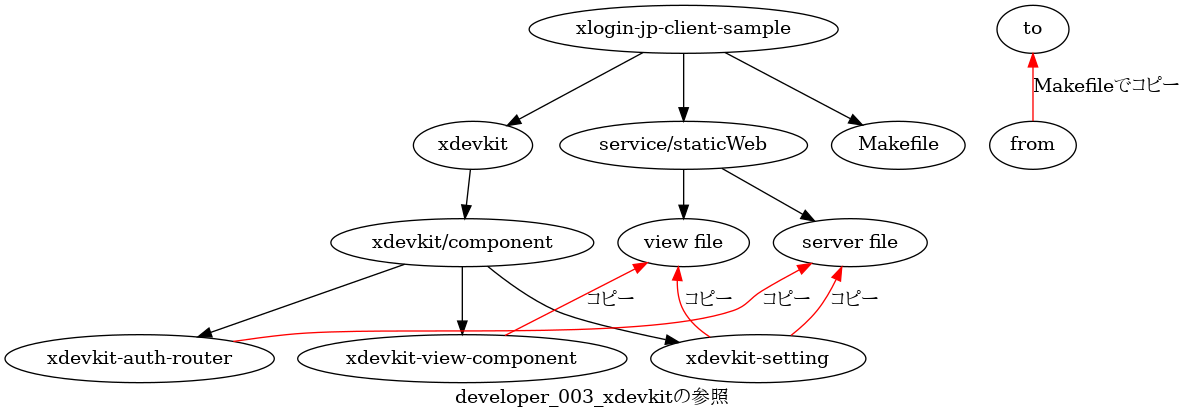 xlogin-jp-client-sample
to
Makefileでコピー
xdevkit
service/staticWeb
Makefile
from
xdevkit/component
view file
server file
コピー
コピー
コピー
コピー
xdevkit-auth-router
xdevkit-view-component
xdevkit-setting
developer_003_xdevkitの参照